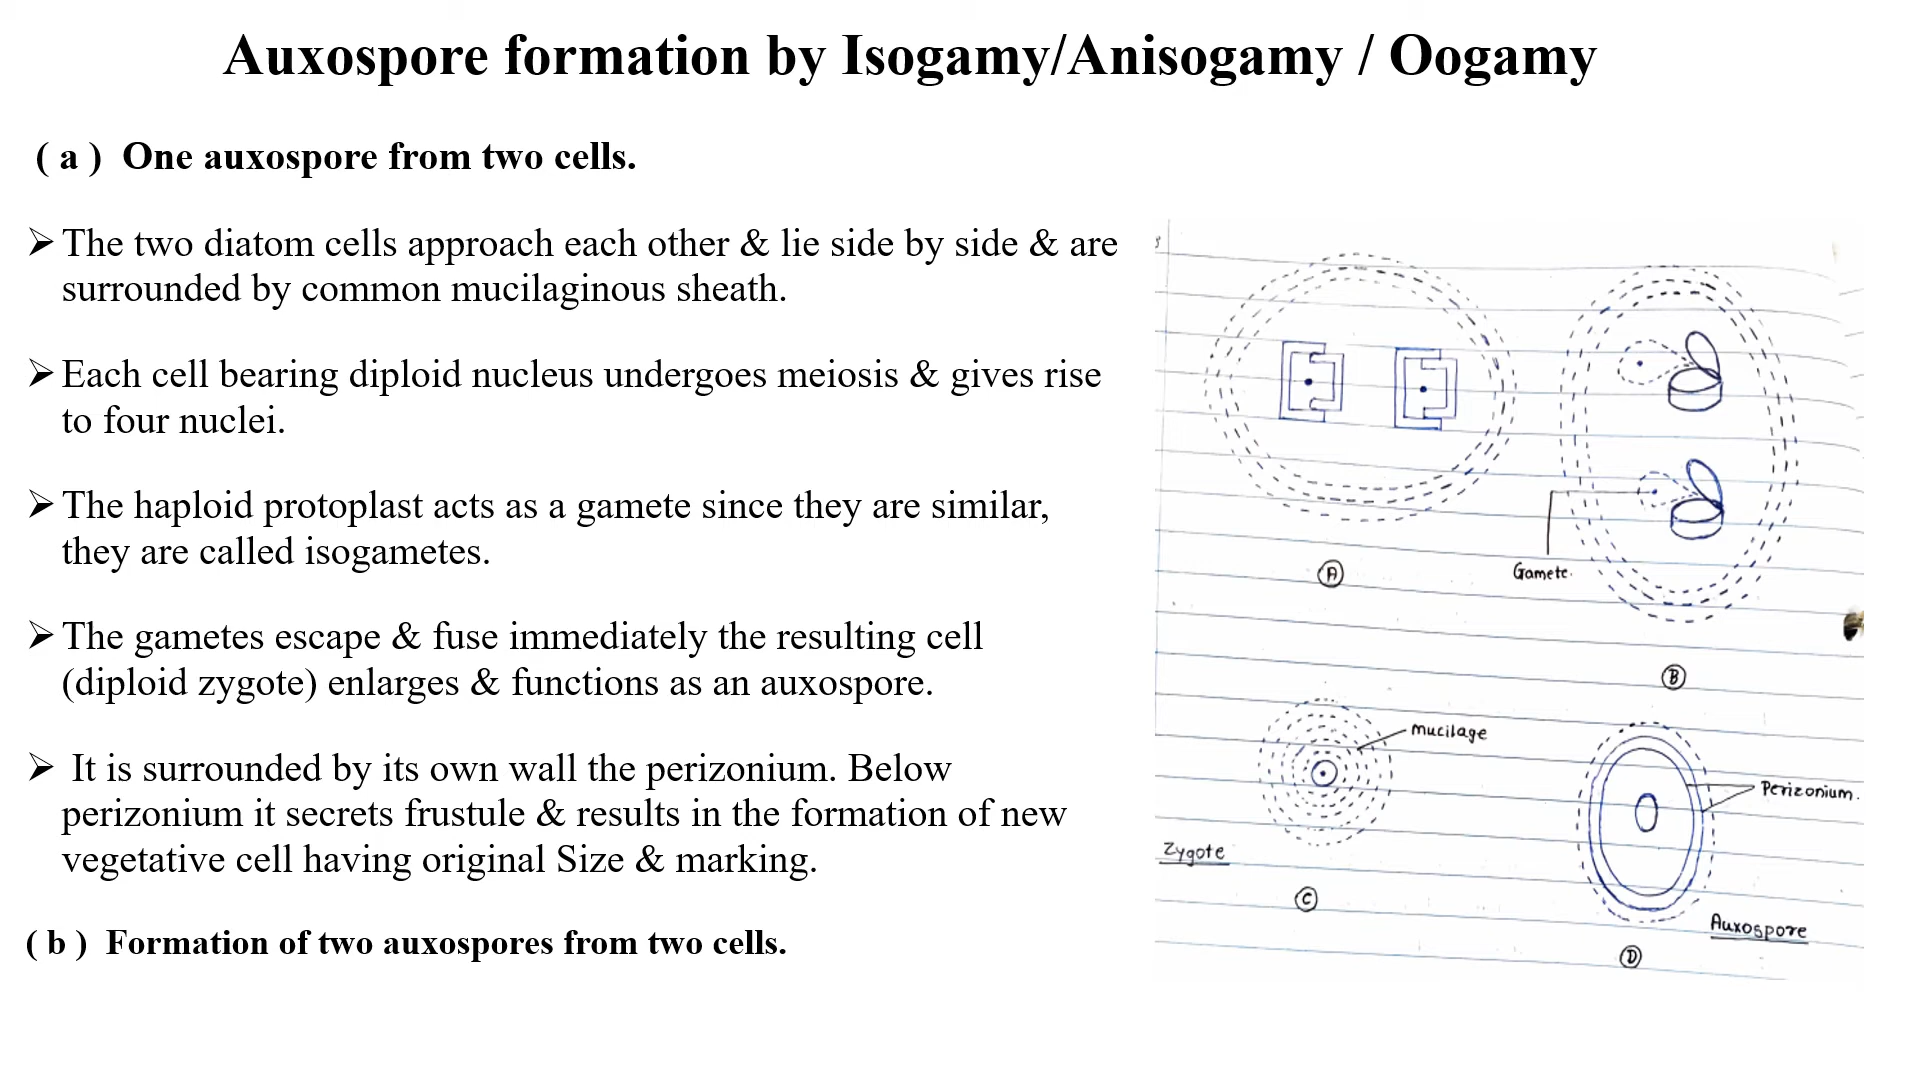 Auxospore formation by Isogamy/Anisogamy / Oogamy
( a ) One auxospore from two cells.
➢ The two diatom cells approach each other & lie side by side & are
surrounded by common mucilaginous sheath.
➢ Each cell bearing diploid nucleus undergoes meiosis & gives rise
to four nuclei.
➢ The haploid protoplast acts as a gamete since they are similar,
they are called isogametes.
➢ The gametes escape & fuse immediately the resulting cell
(diploid zygote) enlarges & functions as an auxospore.
➢ It is surrounded by its own wall the perizonium. Below
perizonium it secrets frustule & results in the formation of new
vegetative cell having original Size & marking.
( b ) Formation of two auxospores from two cells.
A
Gamete.
B
mucilage
Zygote
C
Perizonium.
Auxospore
D